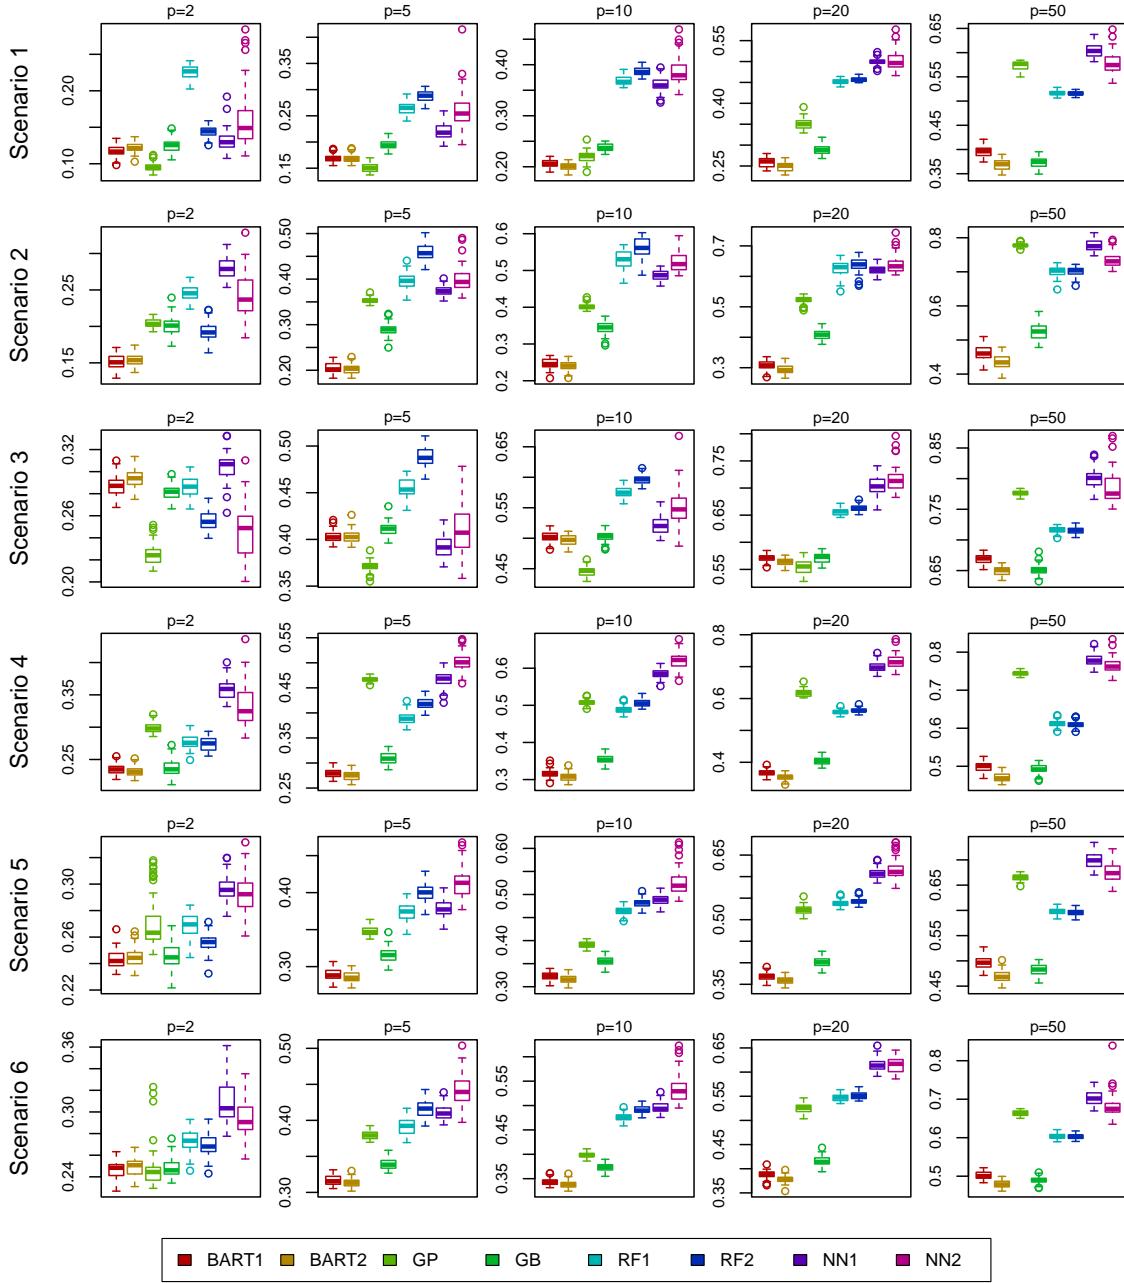 p=2 p=5 p=10 p=20 p=50
Scenario 1
0.10 0.20
0.15 0.25 0.35
0.20 0.30 0.40
0.25 0.35 0.45 0.55
0.35 0.45 0.55 0.65
p=2 p=5 p=10 p=20 p=50
Scenario 2
0.15 0.25
0.20 0.30 0.40 0.50
0.2 0.3 0.4 0.5 0.6
0.3 0.5 0.7
0.4 0.6 0.8
p=2 p=5 p=10 p=20 p=50
Scenario 3
0.20 0.26 0.32
0.35 0.40 0.45 0.50
0.45 0.55 0.65
0.55 0.65 0.75
0.65 0.75 0.85
p=2 p=5 p=10 p=20 p=50
Scenario 4
0.25 0.35
0.25 0.35 0.45 0.55
0.3 0.4 0.5 0.6
0.4 0.6 0.8
0.5 0.6 0.7 0.8
p=2 p=5 p=10 p=20 p=50
Scenario 5
0.22 0.26 0.30
0.30 0.40
0.30 0.40 0.50 0.60
0.35 0.50 0.65
0.45 0.55 0.65
p=2 p=5 p=10 p=20 p=50
Scenario 6
0.24 0.30 0.36
0.30 0.40 0.50
0.35 0.45 0.55
0.35 0.45 0.55 0.65
0.5 0.6 0.7 0.8
BART1 BART2 GP GB RF1 RF2 NN1 NN2